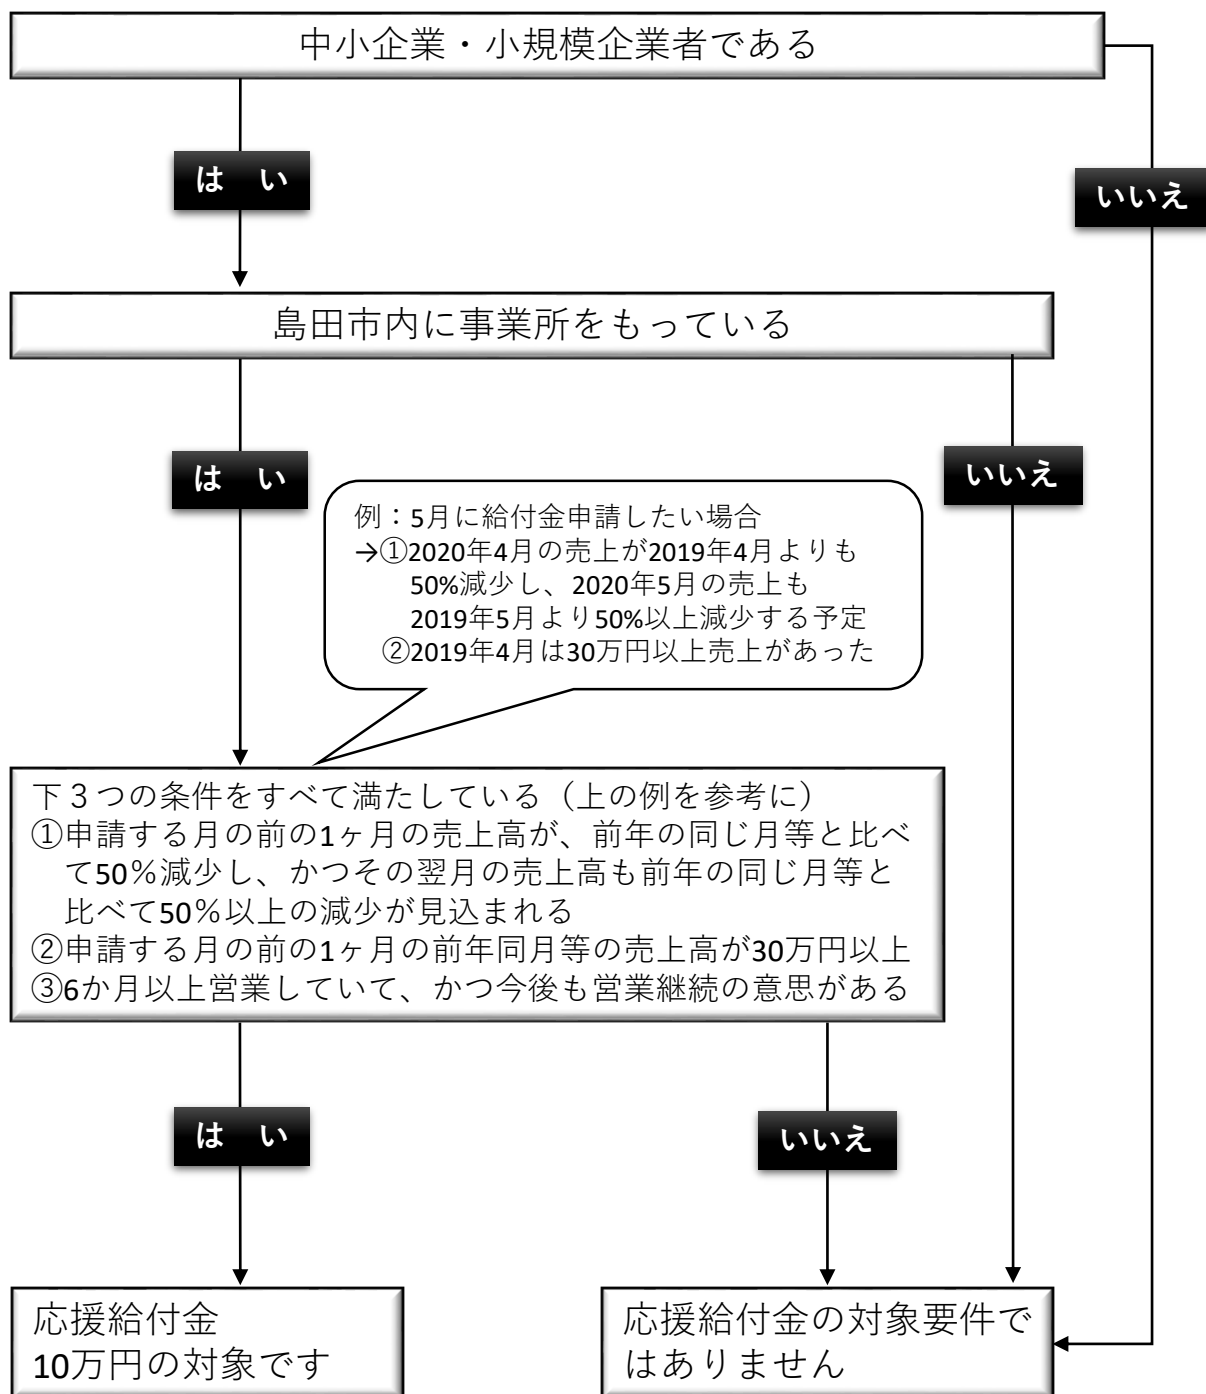 中小企業・小規模企業者である
は　い
いいえ
島田市内に事業所をもっている
は　い
いいえ
例：5月に給付金申請したい場合
→①2020年4月の売上が2019年4月よりも
50%減少し、2020年5月の売上も
2019年5月より50%以上減少する予定
②2019年4月は30万円以上売上があった
下３つの条件をすべて満たしている（上の例を参考に）
①申請する月の前の1ヶ月の売上高が、前年の同じ月等と比べ
て50％減少し、かつその翌月の売上高も前年の同じ月等と
比べて50％以上の減少が見込まれる
②申請する月の前の1ヶ月の前年同月等の売上高が30万円以上
③6か月以上営業していて、かつ今後も営業継続の意思がある
は　い
いいえ
応援給付金
10万円の対象です
応援給付金の対象要件で
はありません